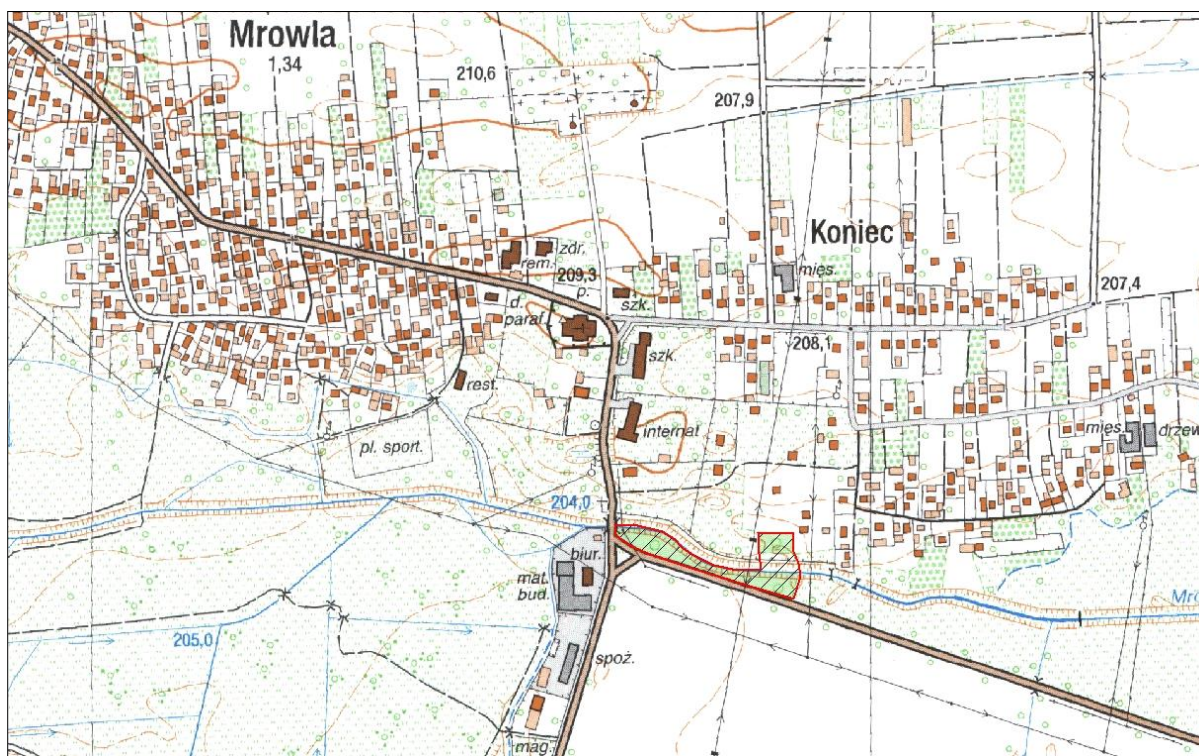 Mrowla
1,34
210,6
207,9
Koniec
zdr.
rem.
209,3
p.
mies.
207,4
d.
paraf.
szk.
208,1
szk.
rest.
internat
mies.
drzew
pl. sport.
204,0
biur.
mat.
bud.
Mro
205,0
spoż.
mag.